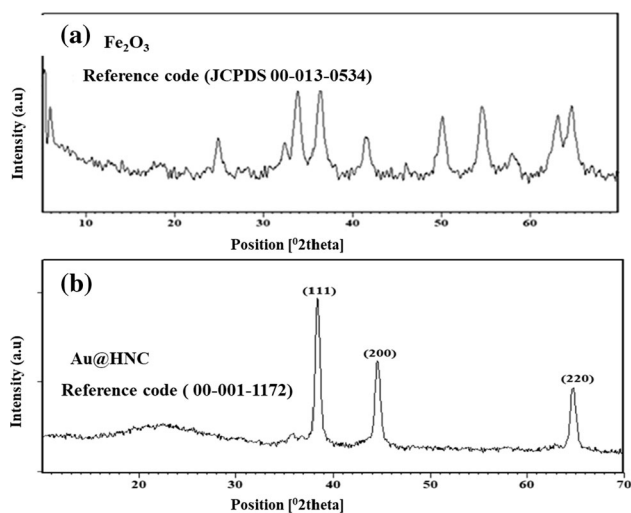 (a) Fe₂O₃
Reference code (JCPDS 00-013-0534)
Intensity (a.u)
10 20 30 40 50 60
Position [⁰2theta]
(b)
(111)
(200)
(220)
Au@HNC
Reference code ( 00-001-1172)
Intensity (a.u)
20 30 40 50 60 70
Position [⁰2theta]